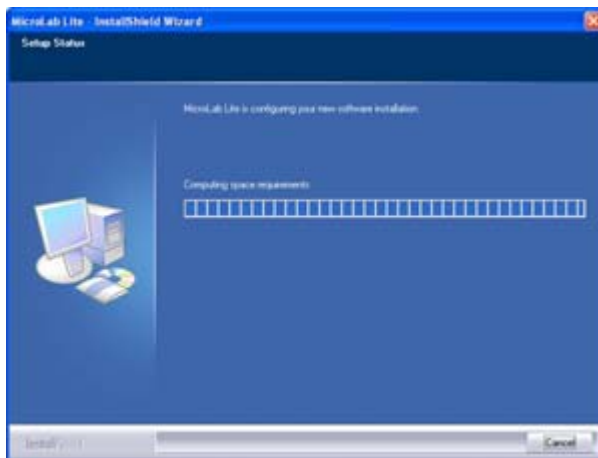 MicroLab Lite - InstallShield Wizard
Setup Status
MicroLab Lite is configuring your new software installation.
Computing space requirements
Cancel